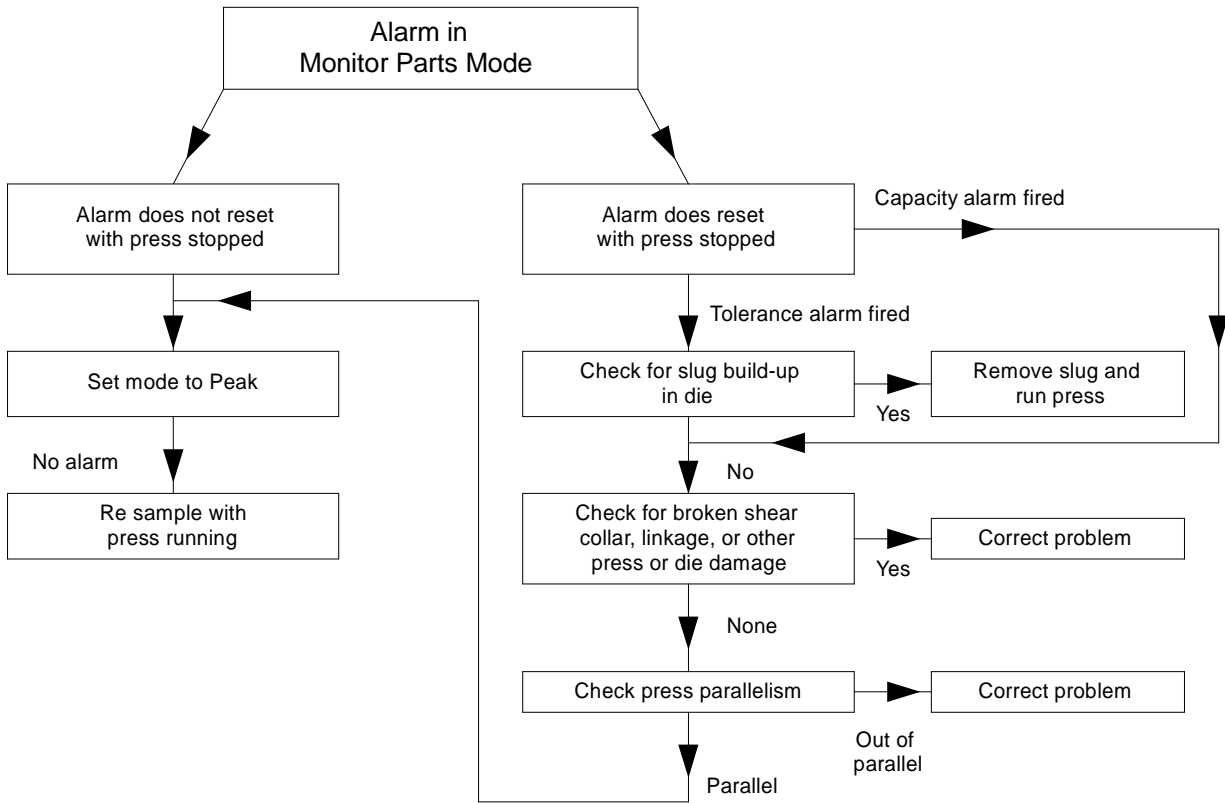 Alarm in
Monitor Parts Mode
Alarm does not reset
with press stopped
Alarm does reset
with press stopped
Capacity alarm fired
Tolerance alarm fired
Set mode to Peak
Check for slug build-up
in die
Yes
Remove slug and
run press
No alarm
No
Re sample with
press running
Check for broken shear
collar, linkage, or other
press or die damage
Yes
Correct problem
None
Check press parallelism
Correct problem
Out of
parallel
Parallel